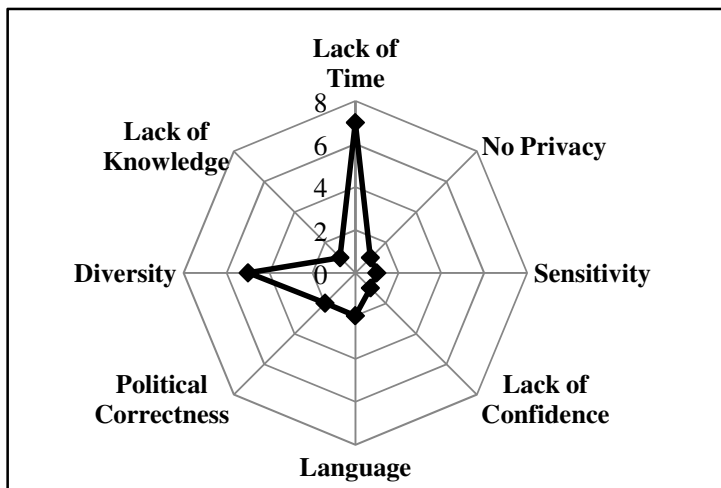 Lack of
Time
No Privacy
Sensitivity
Lack of
Confidence
Language
Political
Correctness
Diversity
Lack of
Knowledge
8
6
4
2
0